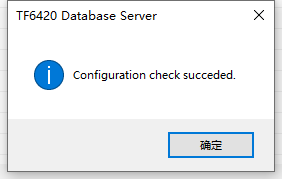 TF6420 Database Server
Configuration check succeded.
确定